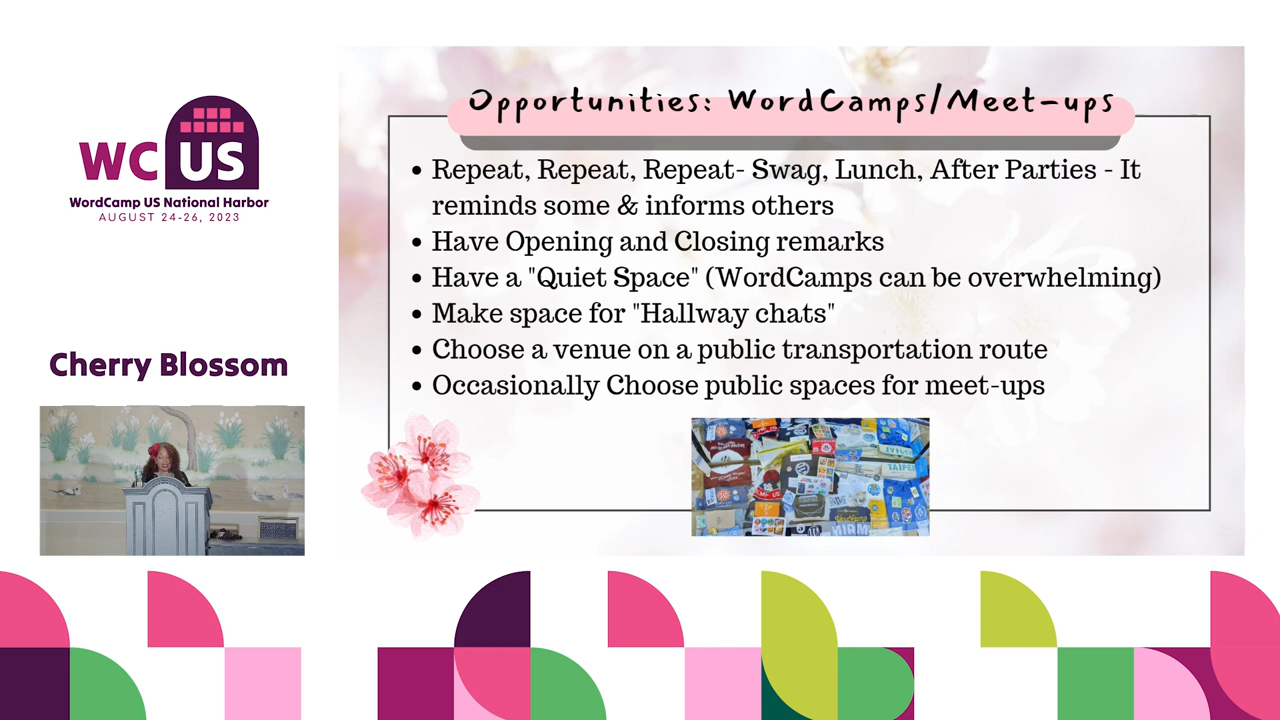 WC US
WordCamp US National Harbor
AUGUST 24-26, 2023
Cherry Blossom
Opportunities: WordCamps/Meet-ups
• Repeat, Repeat, Repeat- Swag, Lunch, After Parties - It
reminds some & informs others
• Have Opening and Closing remarks
• Have a "Quiet Space" (WordCamps can be overwhelming)
• Make space for "Hallway chats"
• Choose a venue on a public transportation route
• Occasionally Choose public spaces for meet-ups